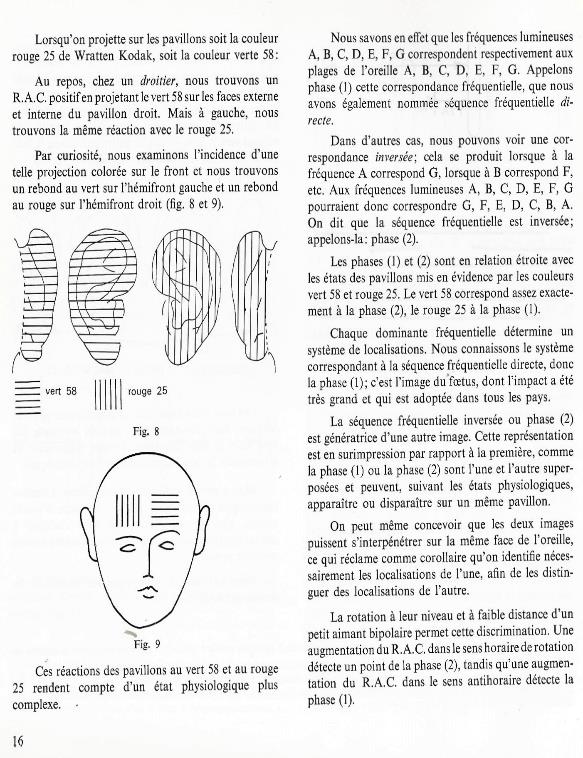 Lorsqu'on projette sur les pavillons soit la couleur
rouge 25 de Wratten Kodak, soit la couleur verte 58:
Au repos, chez un droitier, nous trouvons un
R.A.C. positif en projetant le vert 58 sur les faces externe
et interne du pavillon droit. Mais à gauche, nous
trouvons la même réaction avec le rouge 25.
Par curiosité, nous examinons l'incidence d'une
telle projection colorée sur le front et nous trouvons
un rebond au vert sur l'hémifront gauche et un rebond
au rouge sur l'hémifront droit (fig. 8 et 9).
vert 58
rouge 25
Fig. 8
Fig. 9
Ces réactions des pavillons au vert 58 et au rouge
25 rendent compte d'un état physiologique plus
complexe.
16
Nous savons en effet que les fréquences lumineuses
A, B, C, D, E, F, G correspondent respectivement aux
plages de l'oreille A, B, C, D, E, F, G. Appelons
phase (1) cette correspondance fréquentielle, que nous
avons également nommée séquence fréquentielle di-
recte.
Dans d'autres cas, nous pouvons voir une cor-
respondance inversée; cela se produit lorsque à la
fréquence A correspond G, lorsque à B correspond F,
etc. Aux fréquences lumineuses A, B, C, D, E, F, G
pourraient donc correspondre G, F, E, D, C, B, A.
On dit que la séquence fréquentielle est inversée;
appelons-la: phase (2).
Les phases (1) et (2) sont en relation étroite avec
les états des pavillons mis en évidence par les couleurs
vert 58 et rouge 25. Le vert 58 correspond assez exacte-
ment à la phase (2), le rouge 25 à la phase (1).
Chaque dominante fréquentielle détermine un
système de localisations. Nous connaissons le système
correspondant à la séquence fréquentielle directe, donc
la phase (1); c'est l'image du fœtus, dont l'impact a été
très grand et qui est adoptée dans tous les pays.
La séquence fréquentielle inversée ou phase (2)
est génératrice d'une autre image. Cette représentation
est en surimpression par rapport à la première, comme
la phase (1) ou la phase (2) sont l'une et l'autre super-
posées et peuvent, suivant les états physiologiques,
apparaître ou disparaître sur un même pavillon.
On peut même concevoir que les deux images
puissent s'interpénétrer sur la même face de l'oreille,
ce qui réclame comme corollaire qu'on identifie néces-
sairement les localisations de l'une, afin de les distin-
guer des localisations de l'autre.
La rotation à leur niveau et à faible distance d'un
petit aimant bipolaire permet cette discrimination. Une
augmentation du R.A.C. dans le sens horaire de rotation
détecte un point de la phase (2), tandis qu'une augmen-
tation du R.A.C. dans le sens antihoraire détecte la
phase (1).